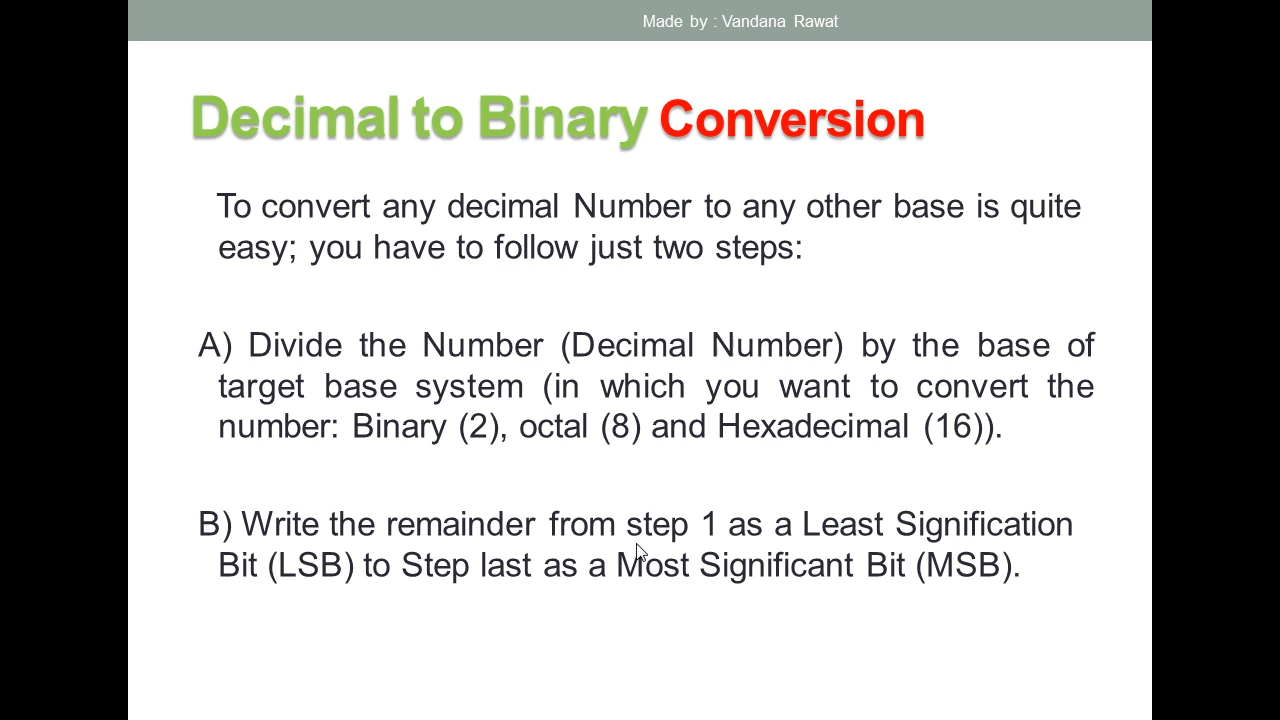 Made by : Vandana Rawat
Decimal to Binary Conversion
To convert any decimal Number to any other base is quite
easy; you have to follow just two steps:
A) Divide the Number (Decimal Number) by the base of
target base system (in which you want to convert the
number: Binary (2), octal (8) and Hexadecimal (16)).
B) Write the remainder from step 1 as a Least Signification
Bit (LSB) to Step last as a Most Significant Bit (MSB).